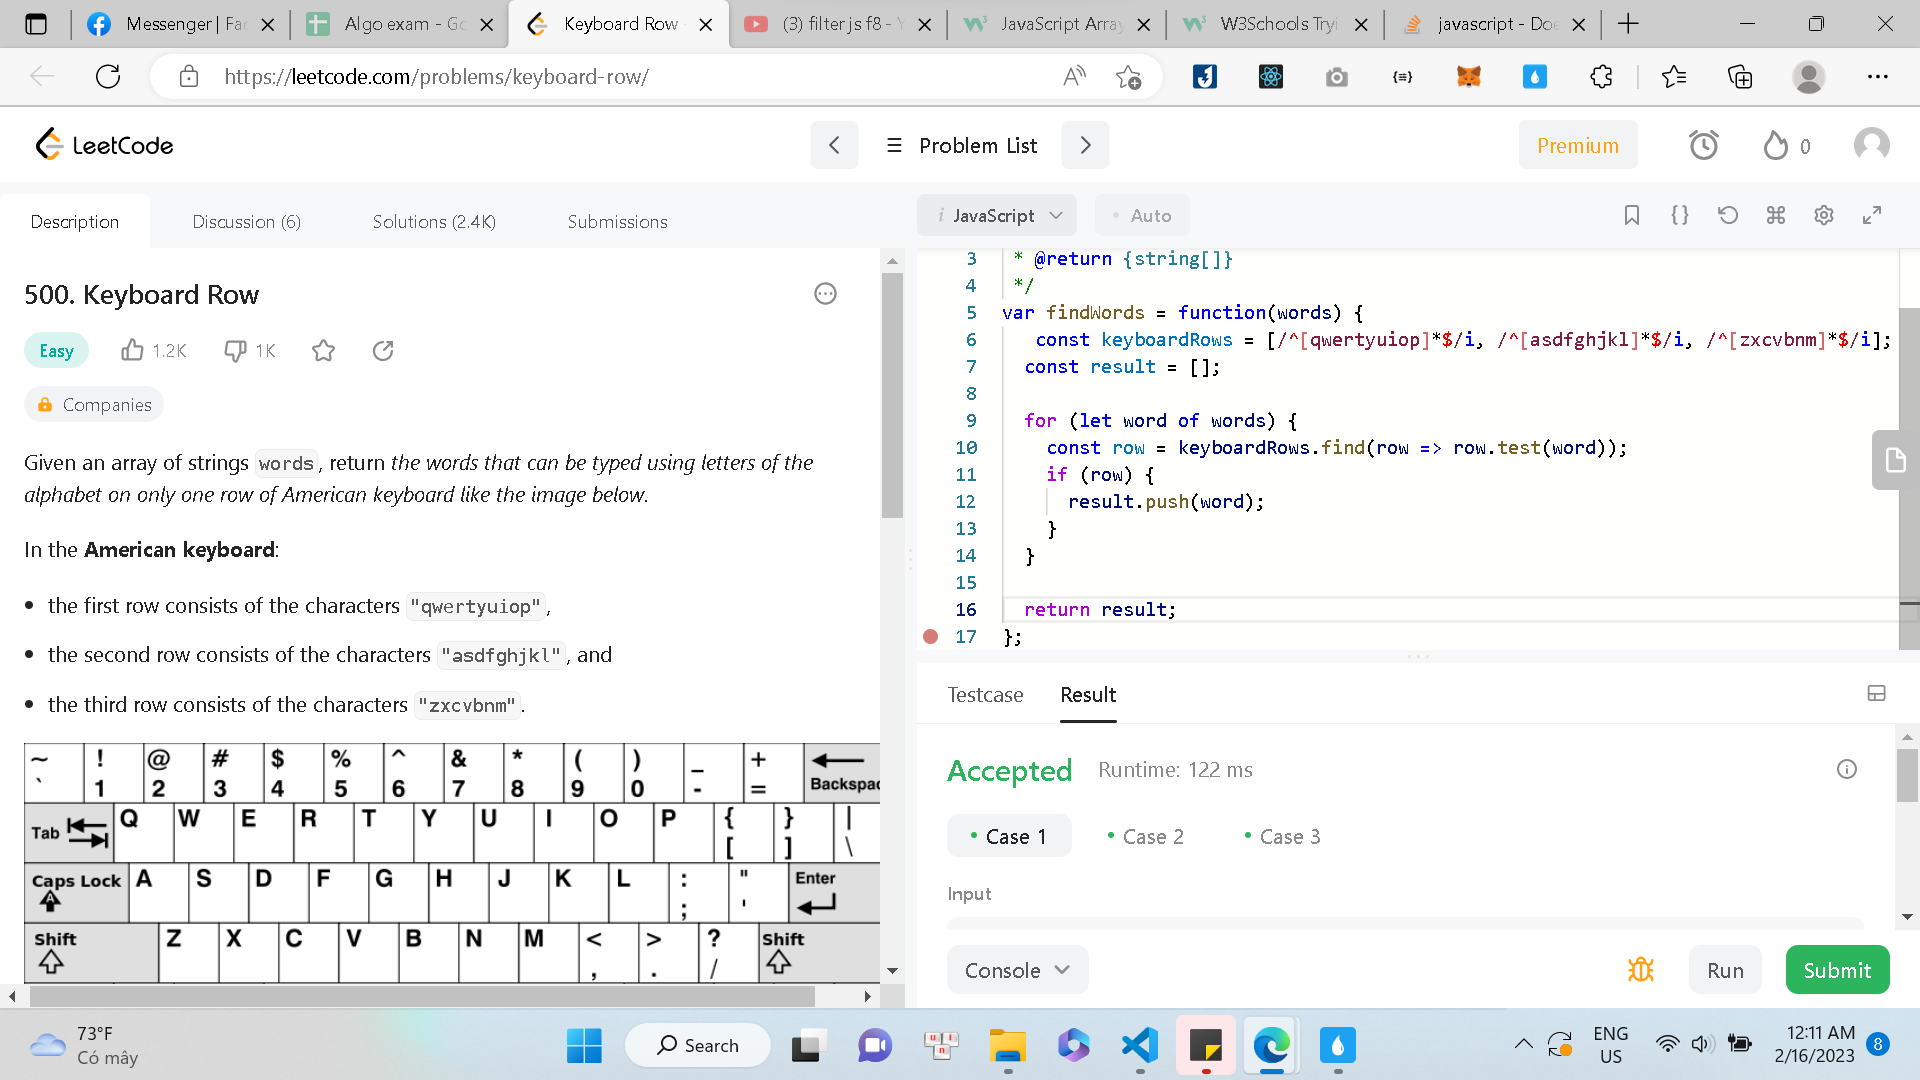 Messenger | Fac
Algo exam - Go
Keyboard Row -
(3) filter js f8 - Y
JavaScript Array
W3Schools Tryi
javascript - Doe
https://leetcode.com/problems/keyboard-row/
LeetCode
Problem List
Premium
0
Description
Discussion (6)
Solutions (2.4K)
Submissions
i JavaScript
• Auto
500. Keyboard Row
Easy
1.2K
1K
Companies
Given an array of strings words, return the words that can be typed using letters of the
alphabet on only one row of American keyboard like the image below.
In the American keyboard:
• the first row consists of the characters "qwertyuiop",
• the second row consists of the characters "asdfghjkl", and
• the third row consists of the characters "zxcvbnm".
~ ! @ # $ % ^ & * ( ) _ +
` 1 2 3 4 5 6 7 8 9 0 - = Backspac
Tab Q W E R T Y U I O P { } |
[ ] \
Caps Lock A S D F G H J K L : " Enter
A ; '
Shift Z X C V B N M < > ? Shift
, . /
3 * @return {string[]}
4 */
5 var findWords = function(words) {
6 const keyboardRows = [/^[qwertyuiop]*$/i, /^[asdfghjkl]*$/i, /^[zxcvbnm]*$/i];
7 const result = [];
8
9 for (let word of words) {
10 const row = keyboardRows.find(row => row.test(word));
11 if (row) {
12 result.push(word);
13 }
14 }
15
16 return result;
17 };
Testcase
Result
Accepted
Runtime: 122 ms
• Case 1
• Case 2
• Case 3
Input
Console
Run
Submit
73°F
Có mây
Search
ENG
US
12:11 AM
2/16/2023
8